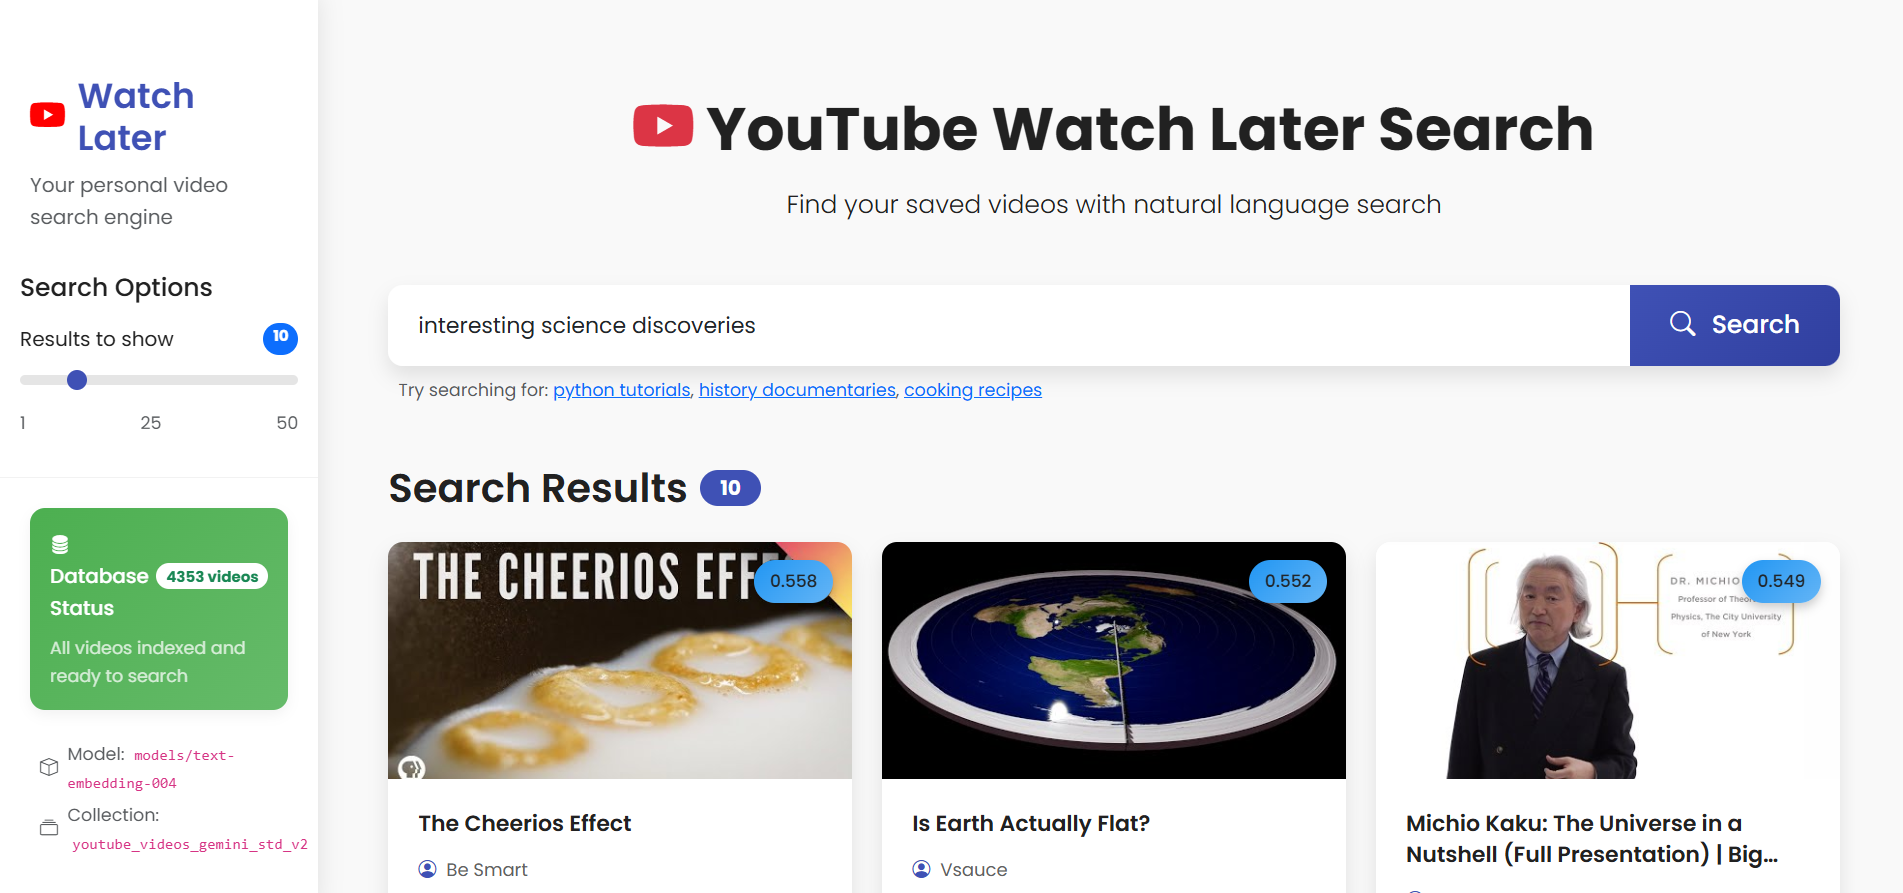 Watch
Later
Your personal video
search engine
Search Options
Results to show 10
1 25 50
Database 4353 videos
Status
All videos indexed and
ready to search
Model: models/text-
embedding-004
Collection:
youtube_videos_gemini_std_v2
YouTube Watch Later Search
Find your saved videos with natural language search
interesting science discoveries
Search
Try searching for: python tutorials, history documentaries, cooking recipes
Search Results 10
THE CHEERIOS EFF
0.558
The Cheerios Effect
Be Smart
0.552
Is Earth Actually Flat?
Vsauce
DR. MICHIO
0.549
Professor of
Physics, The City University
of New York
Michio Kaku: The Universe in a
Nutshell (Full Presentation) | Big...